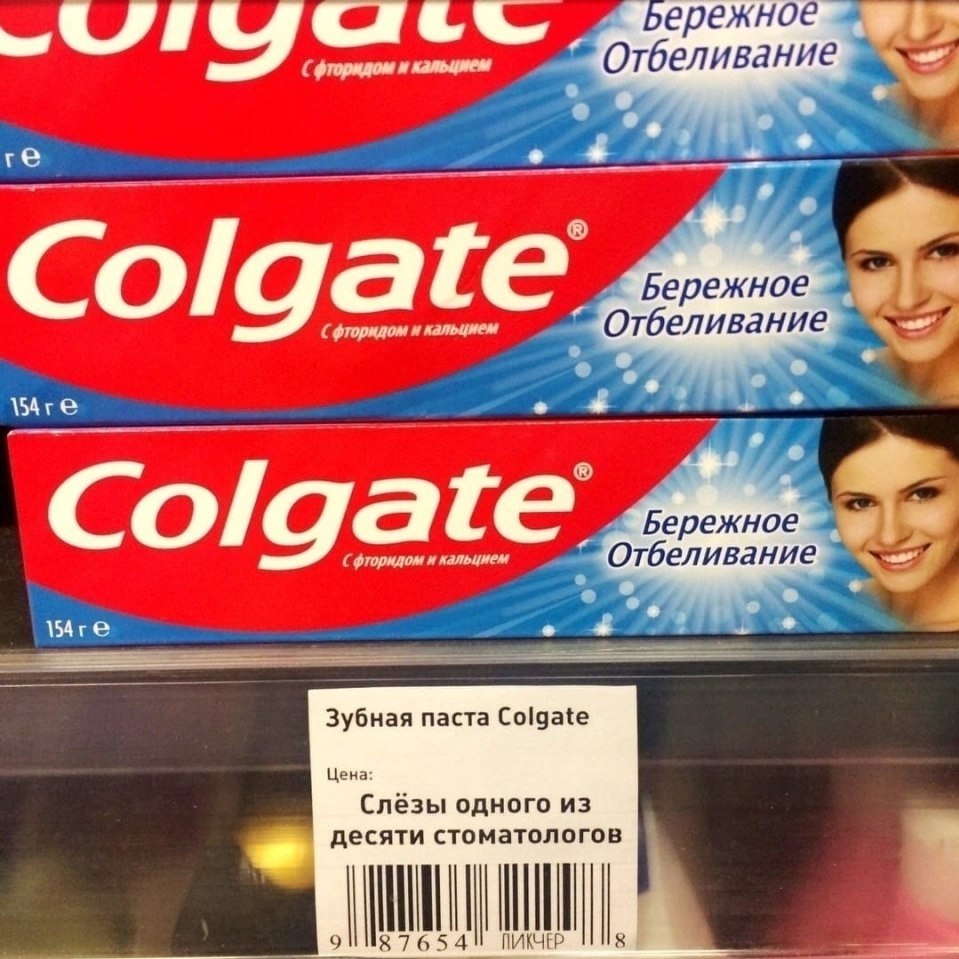 Colgate
С фторидом и кальцием
Бережное
Отбеливание
г e
Colgate®
С фторидом и кальцием
Бережное
Отбеливание
154 г e
Colgate®
С фторидом и кальцием
Бережное
Отбеливание
154 г e
Зубная паста Colgate
Цена:
Слёзы одного из
десяти стоматологов
9 87654 ПИКЧЕР 8